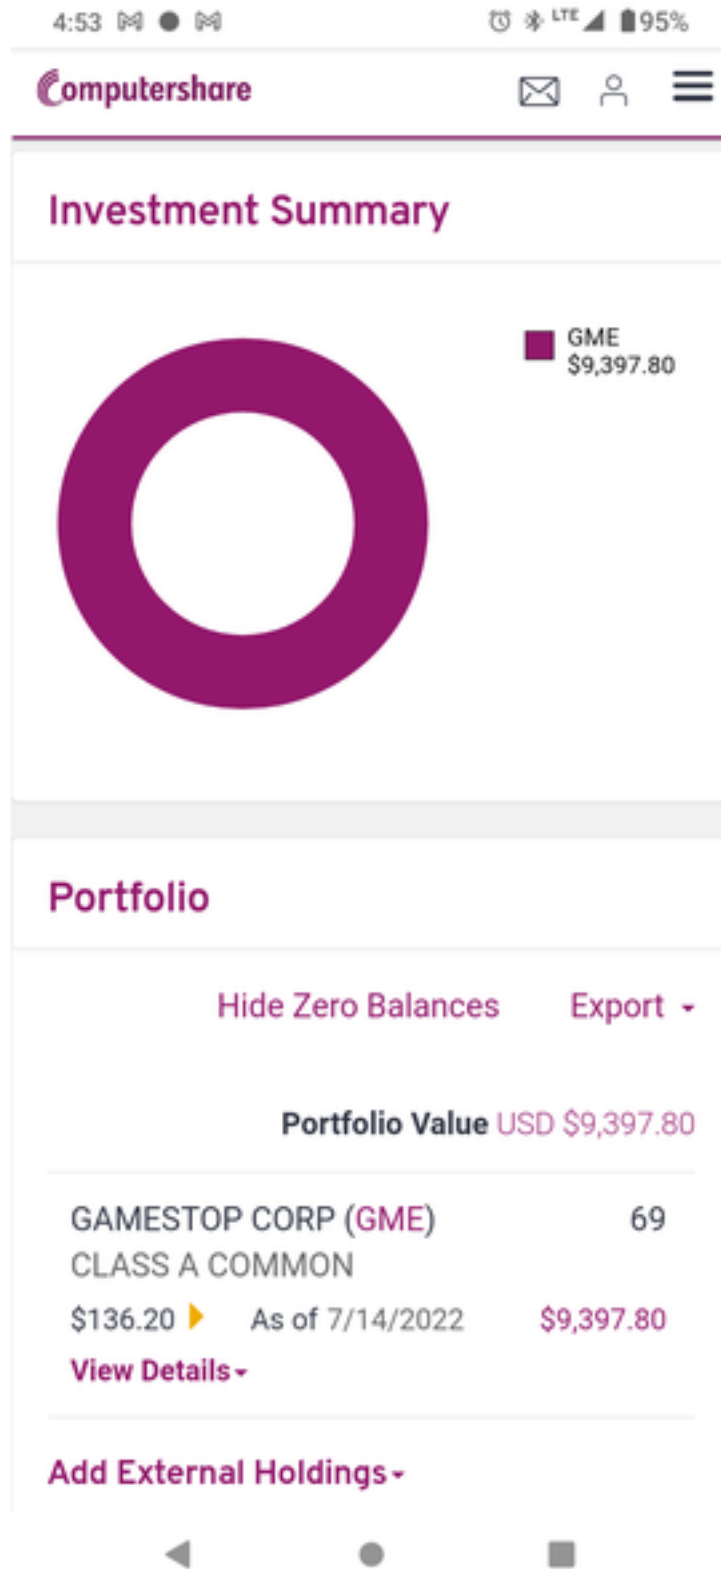 4:53
LTE 95%
Computershare
Investment Summary
GME
$9,397.80
Portfolio
Hide Zero Balances Export
Portfolio Value USD $9,397.80
GAMESTOP CORP (GME) 69
CLASS A COMMON
$136.20 As of 7/14/2022 $9,397.80
View Details
Add External Holdings